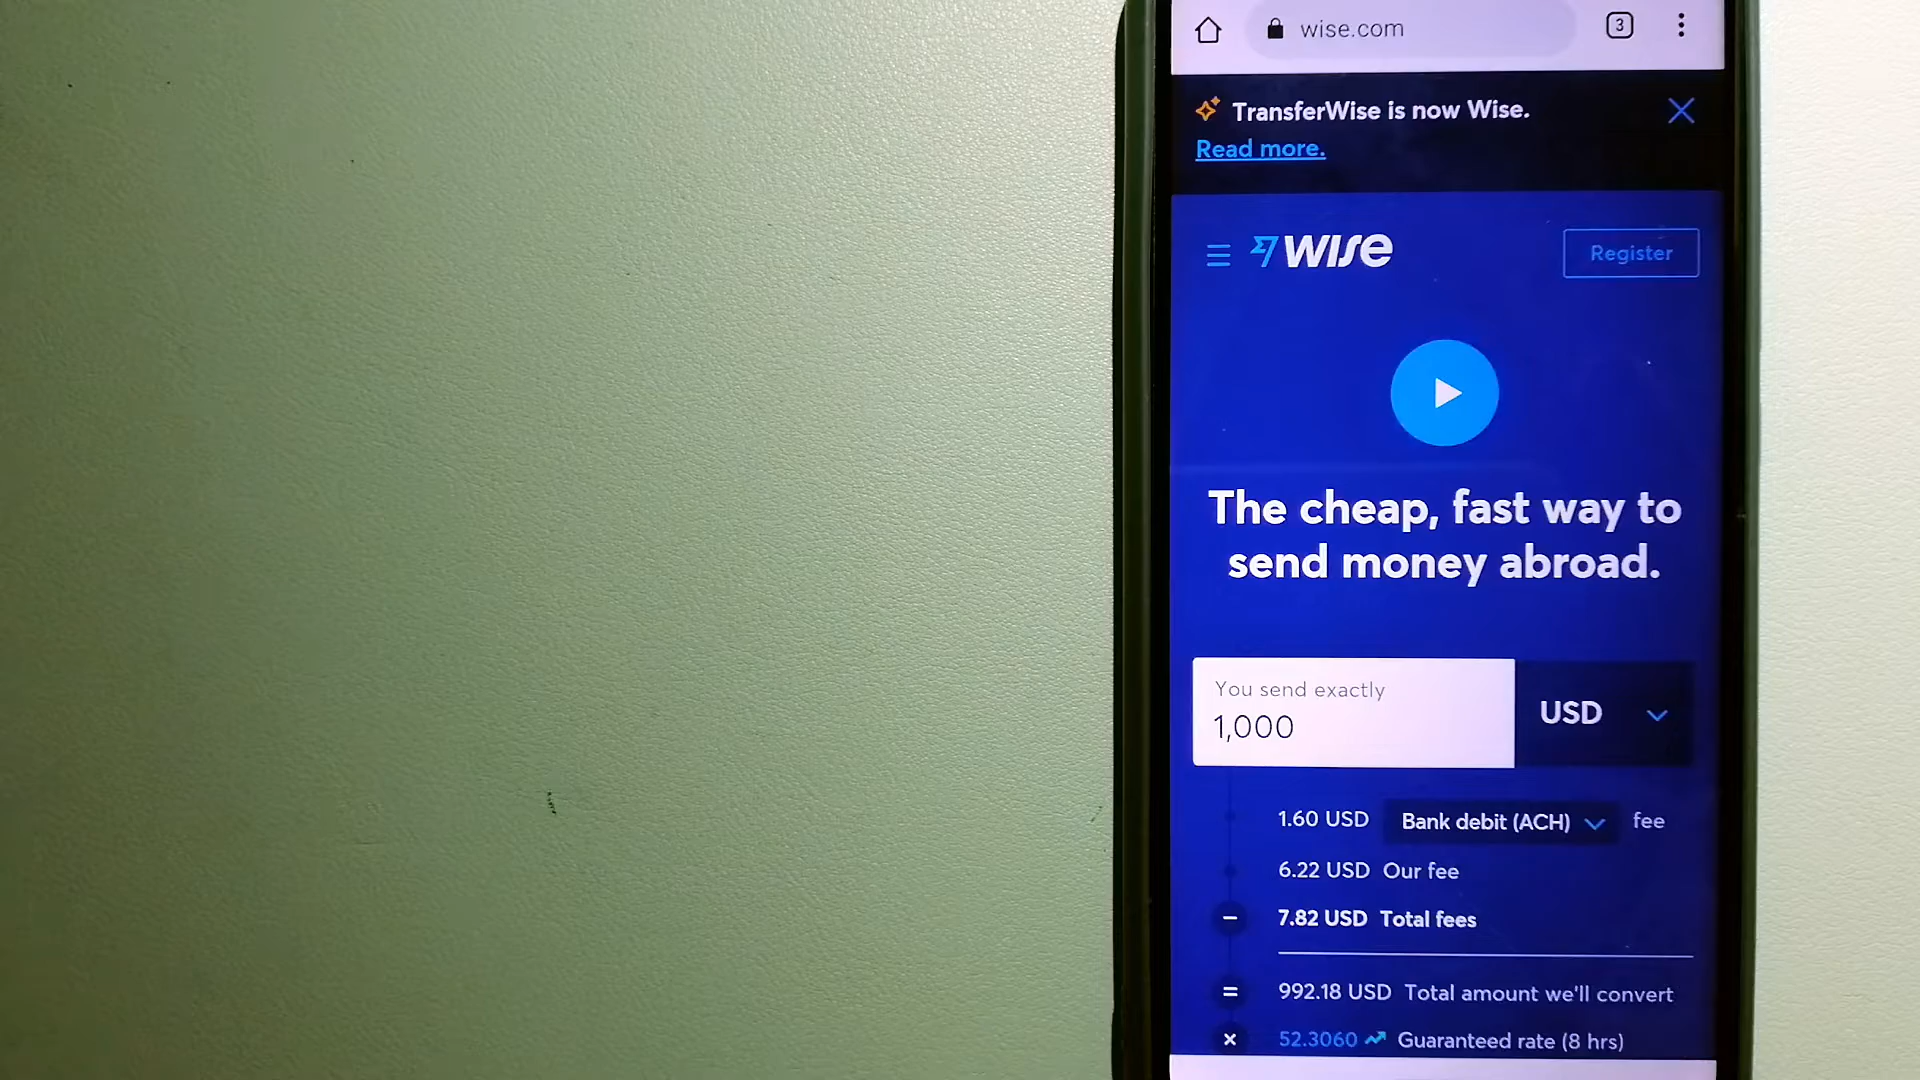 wise.com
3
TransferWise is now Wise.
Read more.
WISE
Register
The cheap, fast way to
send money abroad.
You send exactly
1,000
USD
1.60 USD Bank debit (ACH) fee
6.22 USD Our fee
7.82 USD Total fees
992.18 USD Total amount we'll convert
52.3060 Guaranteed rate (8 hrs)